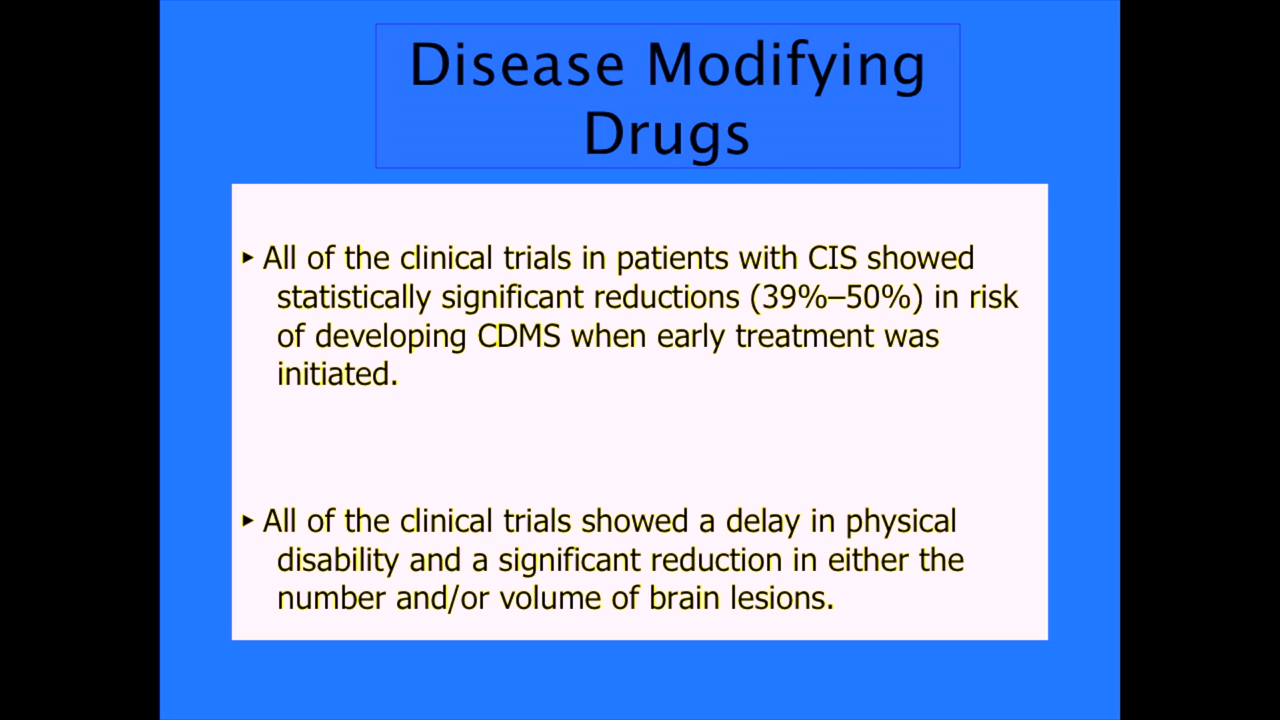 Disease Modifying
Drugs
▸ All of the clinical trials in patients with CIS showed
statistically significant reductions (39%–50%) in risk
of developing CDMS when early treatment was
initiated.
▸ All of the clinical trials showed a delay in physical
disability and a significant reduction in either the
number and/or volume of brain lesions.